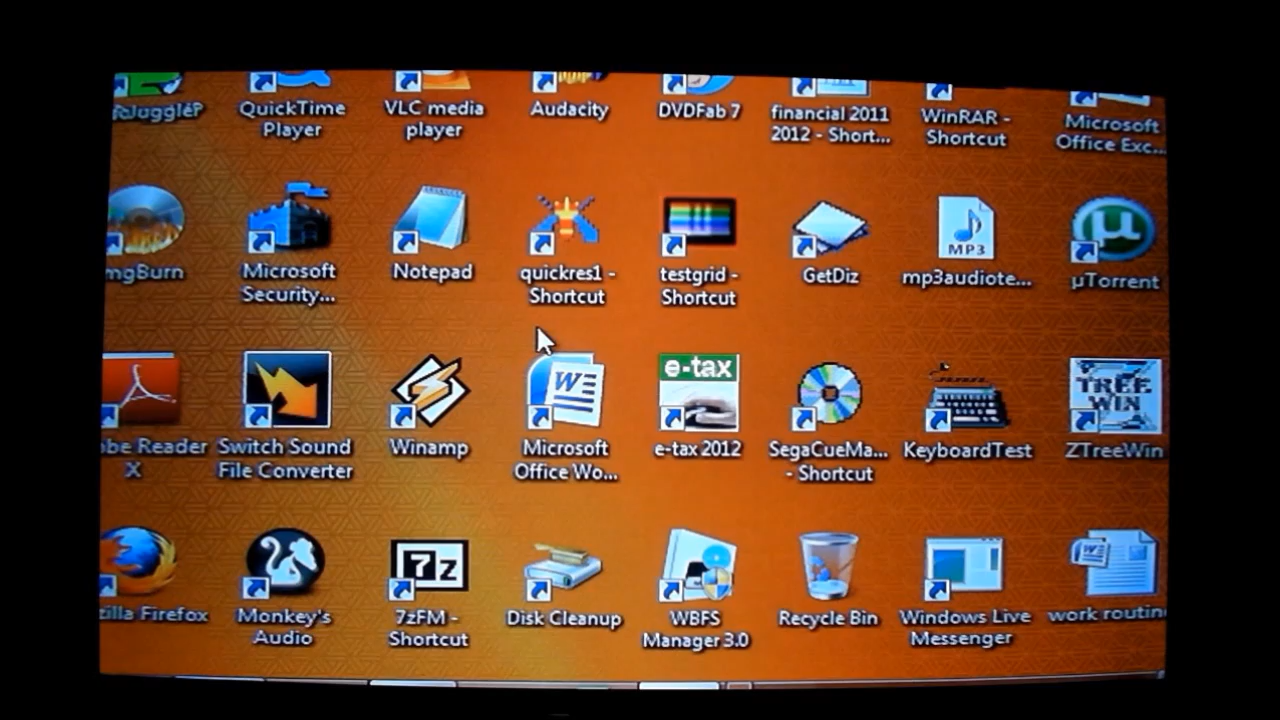 QuickTime
Player
VLC media
player
Audacity
DVDFab 7
financial 2011
2012 - Short...
WinRAR -
Shortcut
Microsoft
Office Exc...
mgBurn
Microsoft
Security...
Notepad
quickres1 -
Shortcut
testgrid -
Shortcut
GetDiz
MP3
mp3audiote...
µ
µTorrent
be Reader
X
Switch Sound
File Converter
Winamp
W
Microsoft
Office Wo...
e-tax
e-tax 2012
SegaCueMa...
- Shortcut
KeyboardTest
TREE
WIN
ZTreeWin
zilla Firefox
Monkey's
Audio
7z
7zFM -
Shortcut
Disk Cleanup
WBFS
Manager 3.0
Recycle Bin
Windows Live
Messenger
W
work routin